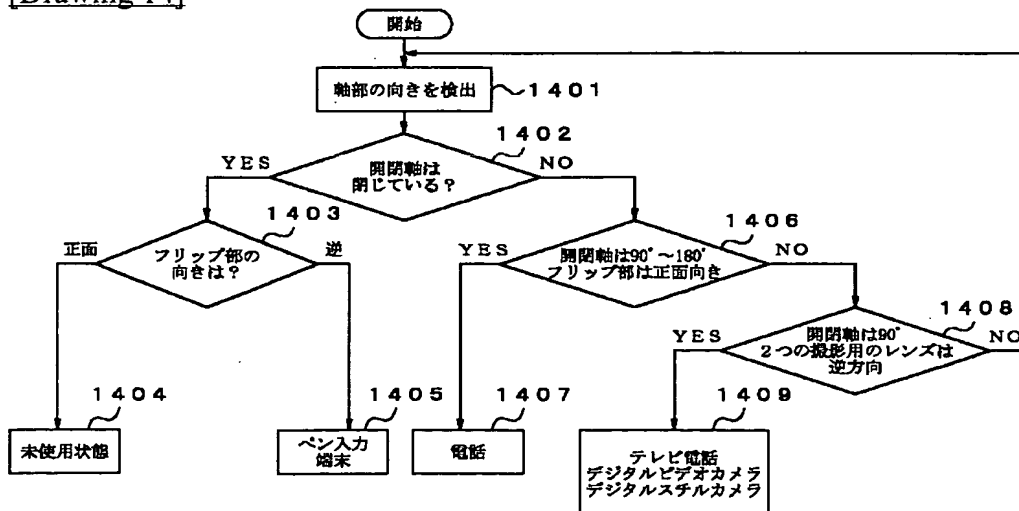 [Drawing 14]
開始
軸部の向きを検出
1401
1402
YES
開閉軸は
閉じている？
NO
1403
正面
フリップ部の
向きは？
逆
1406
YES
開閉軸は90°～180°
フリップ部は正面向き
NO
1408
YES
開閉軸は90°
2つの撮影用のレンズは
逆方向
NO
1404
未使用状態
1405
ペン入力
端末
1407
電話
1409
テレビ電話
デジタルビデオカメラ
デジタルスチルカメラ